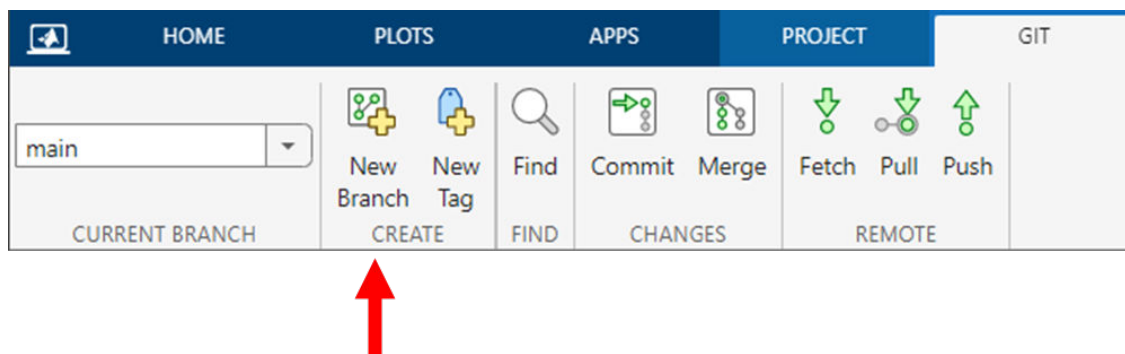 HOME PLOTS APPS PROJECT GIT
main
New Branch
New Tag
Find
Commit
Merge
Fetch
Pull
Push
CURRENT BRANCH CREATE FIND CHANGES REMOTE